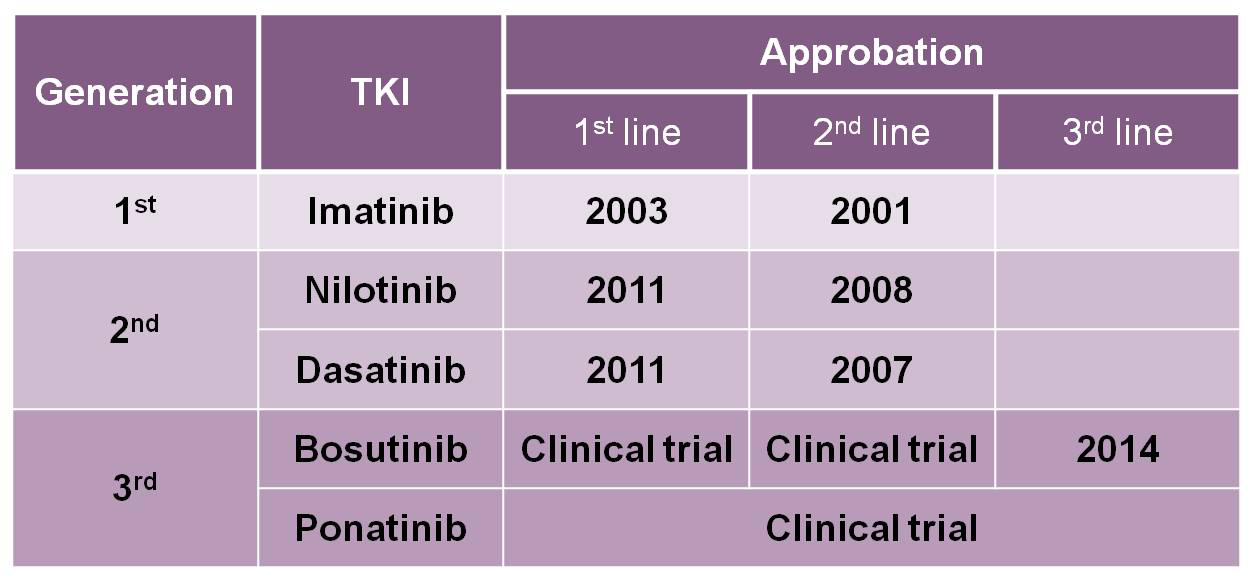 Generation TKI Approbation
1st line 2nd line 3rd line
1st Imatinib 2003 2001
2nd Nilotinib 2011 2008
Dasatinib 2011 2007
3rd Bosutinib Clinical trial Clinical trial 2014
Ponatinib Clinical trial